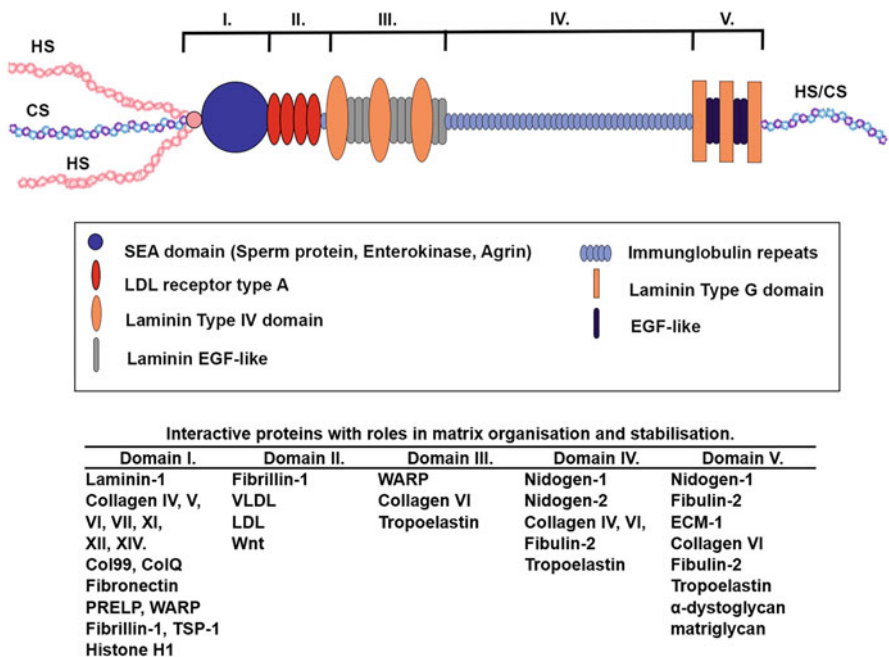 I. II. III. IV. V.
HS
CS
HS
HS/CS
SEA domain (Sperm protein, Enterokinase, Agrin)
LDL receptor type A
Laminin Type IV domain
Laminin EGF-like
Immunglobulin repeats
Laminin Type G domain
EGF-like
Interactive proteins with roles in matrix organisation and stabilisation.
Domain I. Domain II. Domain III. Domain IV. Domain V.
Laminin-1 Fibrillin-1 WARP Nidogen-1 Nidogen-1
Collagen IV, V, VLDL Collagen VI Nidogen-2 Fibulin-2
VI, VII, XI, LDL Tropoelastin Collagen IV, VI, ECM-1
XII, XIV. Wnt Fibulin-2 Collagen VI
Col99, ColQ Tropoelastin Fibulin-2
Fibronectin Tropoelastin
PRELP, WARP α-dystoglycan
Fibrillin-1, TSP-1 matriglycan
Histone H1